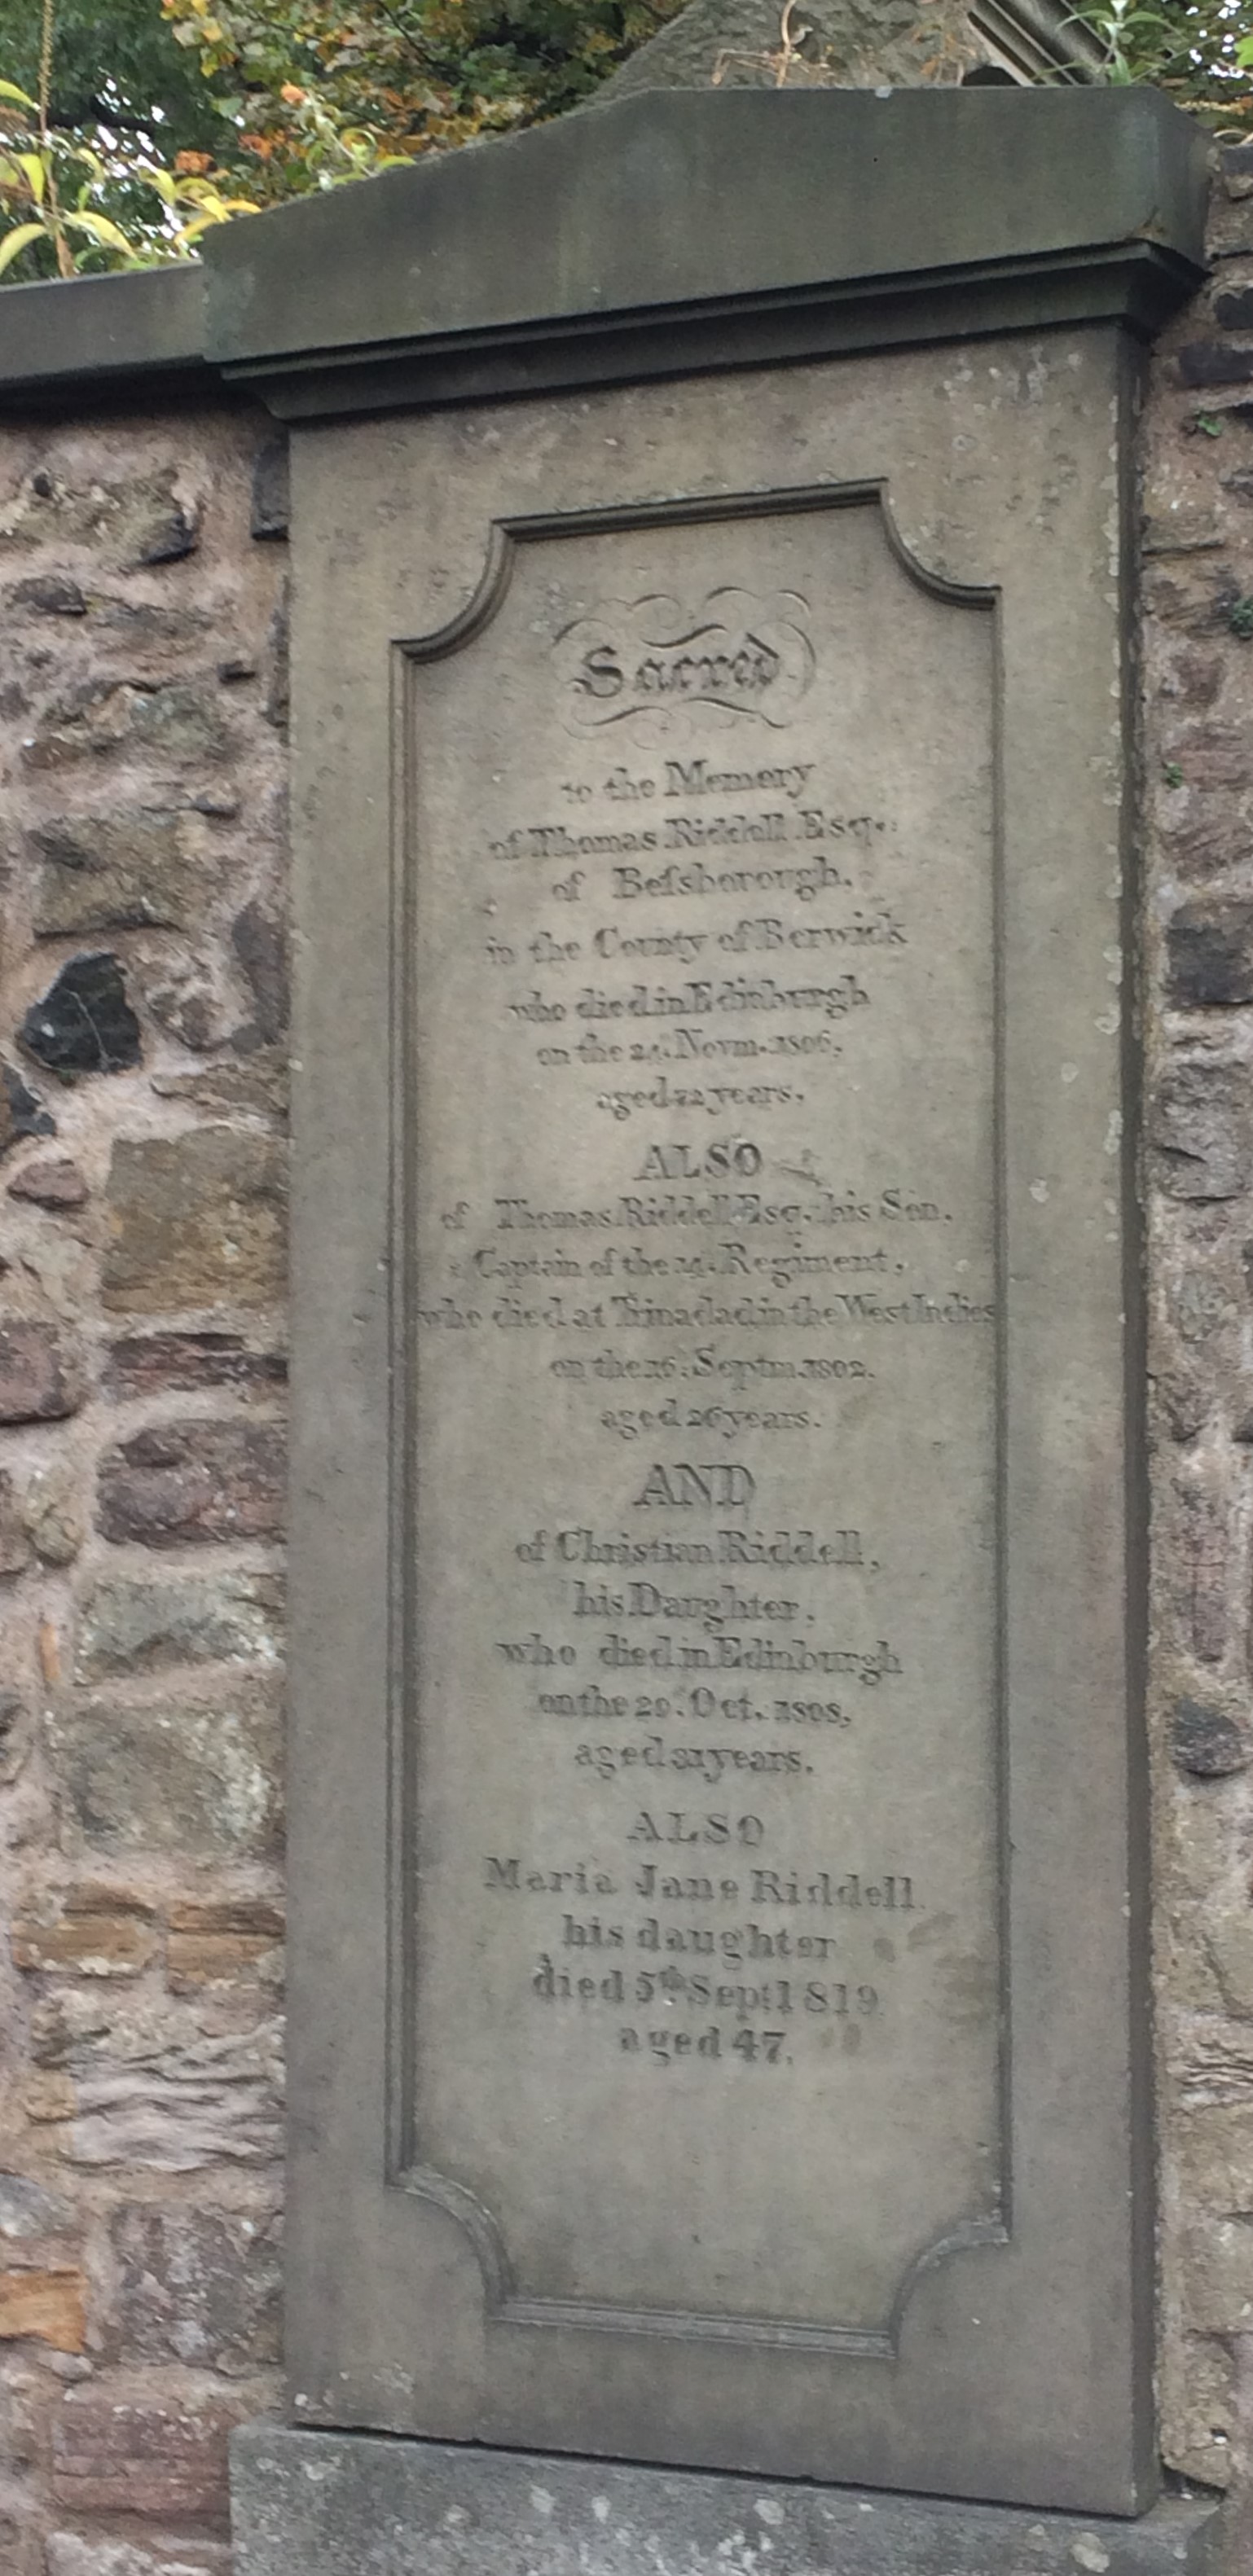 Sacred
to the Memory
of Thomas Riddell Esq.
of Beſsborough,
in the County of Berwick
who died in Edinburgh
on the 24. Novm. 1806,
aged 72 years.
ALSO
of Thomas Riddell Esq. his Son,
Captain of the 14. Regiment,
who died at Trinadad in the West Indies
on the 16. Septm. 1802.
aged 26 years.
AND
of Christian Riddell,
his Daughter,
who died in Edinburgh
on the 20. Oct. 1808,
aged 31 years.
ALSO
Maria Jane Riddell.
his daughter
died 5th Sept 1819.
aged 47.